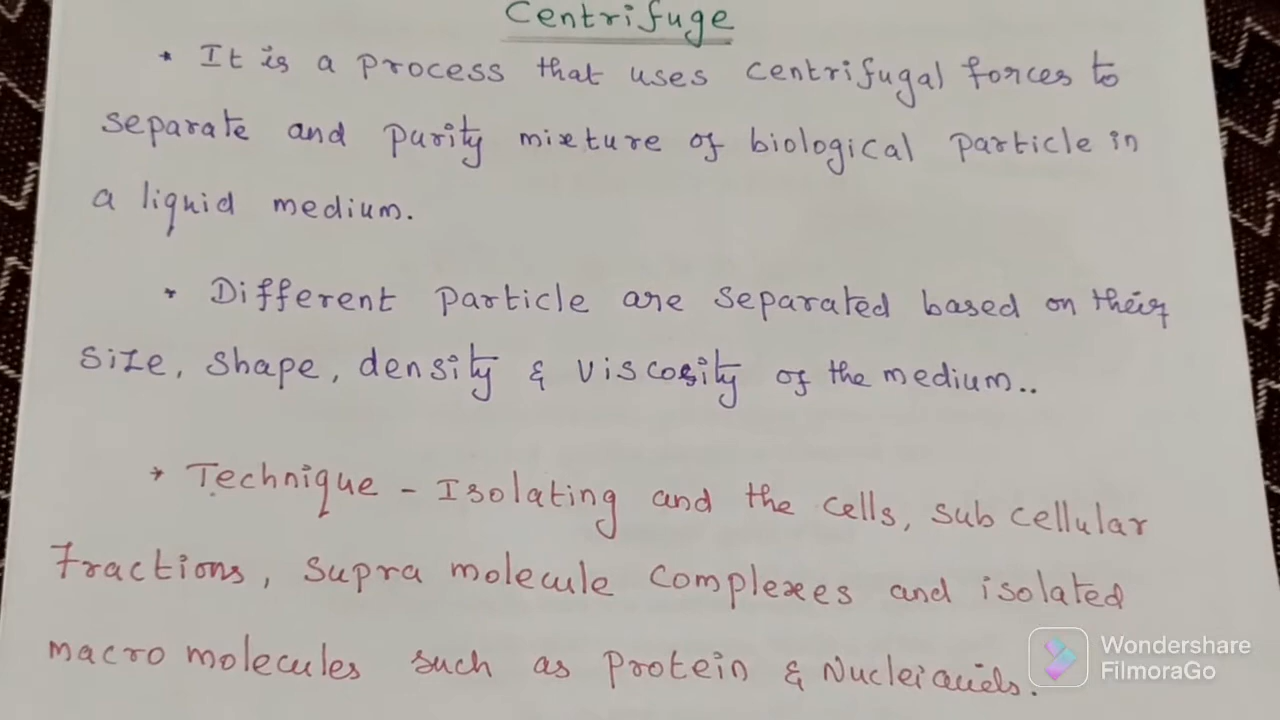 Centrifuge
* It is a process that uses centrifugal forces to
separate and purity mixture of biological particle in
a liquid medium.
* Different particle are separated based on their
size, shape, density & viscosity of the medium..
* Technique - Isolating and the cells, sub cellular
Fractions, Supra molecule complexes and isolated
macro molecules such as protein & Nucleiacids.
Wondershare
FilmoraGo